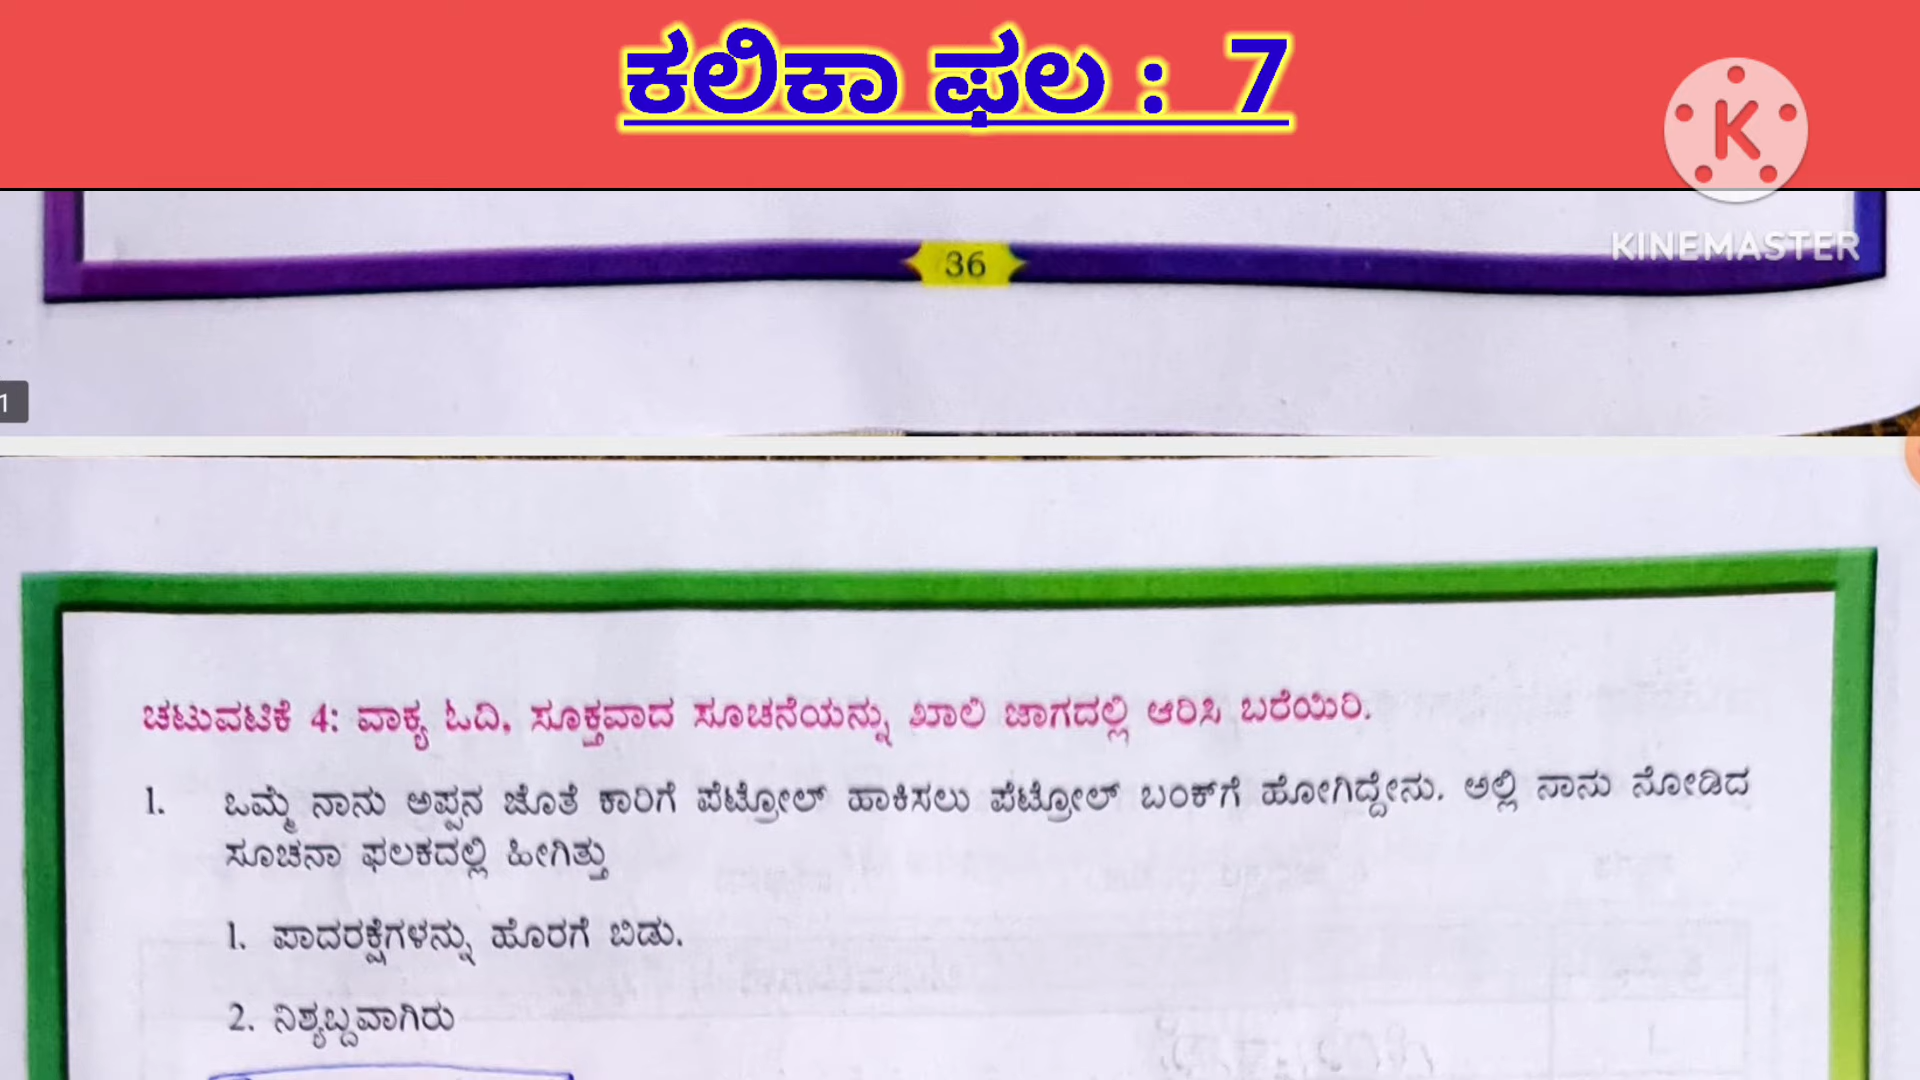 ಕಲಿಕಾ ಫಲ : 7
K
KINEMASTER
36
1
ಚಟುವಟಿಕೆ 4: ವಾಕ್ಯ ಓದಿ, ಸೂಕ್ತವಾದ ಸೂಚನೆಯನ್ನು ಖಾಲಿ ಜಾಗದಲ್ಲಿ ಆರಿಸಿ ಬರೆಯಿರಿ.
1. ಒಮ್ಮೆ ನಾನು ಅಪ್ಪನ ಜೊತೆ ಕಾರಿಗೆ ಪೆಟ್ರೋಲ್ ಹಾಕಿಸಲು ಪೆಟ್ರೋಲ್ ಬಂಕ್‌ಗೆ ಹೋಗಿದ್ದೇನು. ಅಲ್ಲಿ ನಾನು ನೋಡಿದ
ಸೂಚನಾ ಫಲಕದಲ್ಲಿ ಹೀಗಿತ್ತು
1. ಪಾದರಕ್ಷೆಗಳನ್ನು ಹೊರಗೆ ಬಿಡು.
2. ನಿಶ್ಯಬ್ದವಾಗಿರು